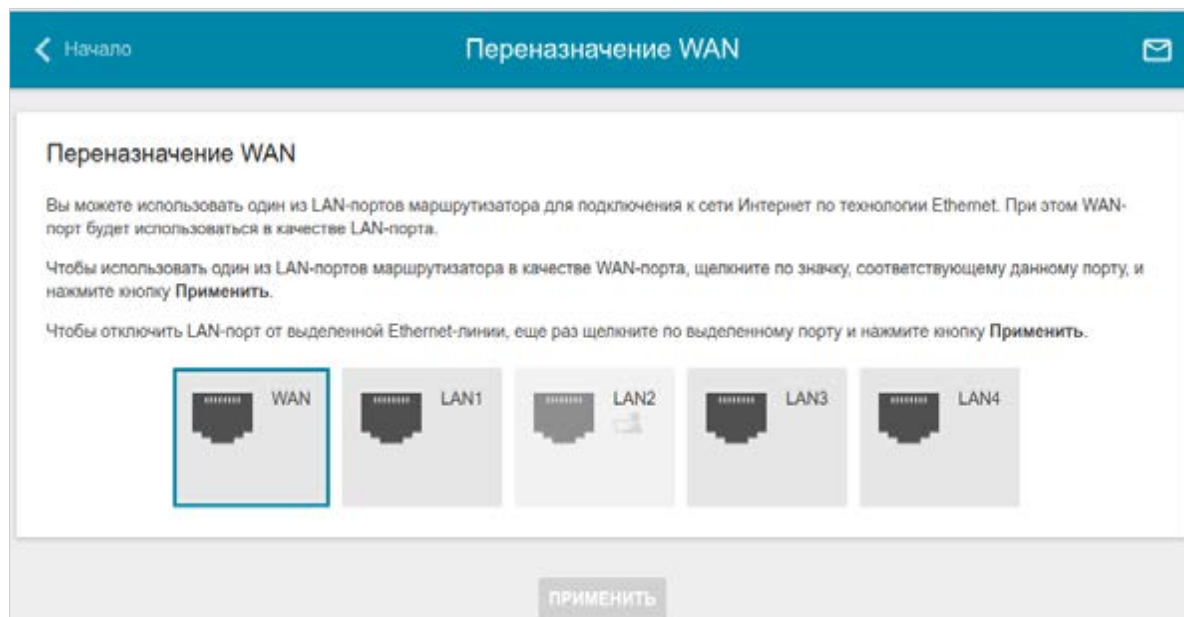 Начало
Переназначение WAN
Переназначение WAN
Вы можете использовать один из LAN-портов маршрутизатора для подключения к сети Интернет по технологии Ethernet. При этом WAN-
порт будет использоваться в качестве LAN-порта.
Чтобы использовать один из LAN-портов маршрутизатора в качестве WAN-порта, щелкните по значку, соответствующему данному порту, и
нажмите кнопку Применить.
Чтобы отключить LAN-порт от выделенной Ethernet-линии, еще раз щелкните по выделенному порту и нажмите кнопку Применить.
WAN
LAN1
LAN2
LAN3
LAN4
ПРИМЕНИТЬ